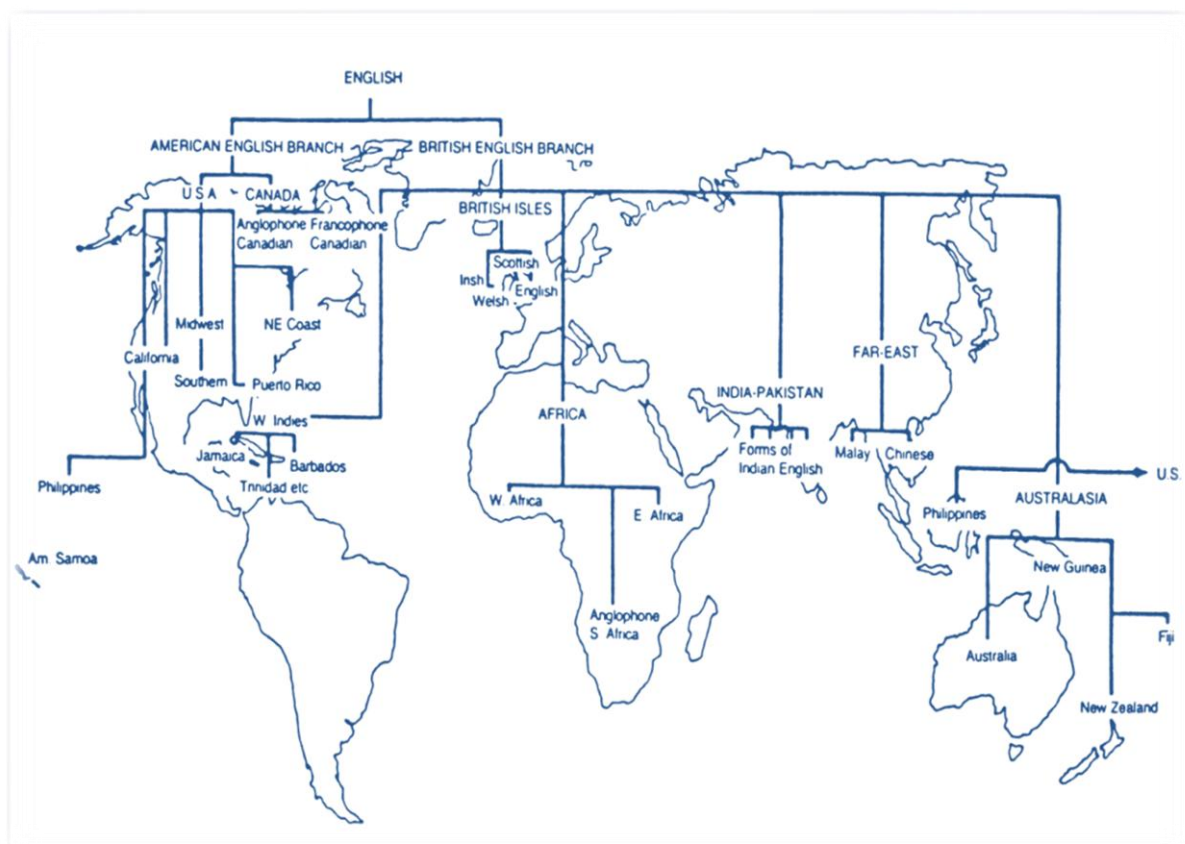 ENGLISH
AMERICAN ENGLISH BRANCH
BRITISH ENGLISH BRANCH
U S A
CANADA
BRITISH ISLES
Anglophone
Canadian
Francophone
Canadian
Scottish
Irish
English
Welsh
Midwest
NE Coast
California
Southern
Puerto Rico
W. Indies
Jamaica
Barbados
Trinidad etc
Philippines
Am. Samoa
AFRICA
W. Africa
E. Africa
Anglophone
S. Africa
INDIA-PAKISTAN
Forms of
Indian English
FAR-EAST
Malay
Chinese
U.S.
Philippines
AUSTRALASIA
New Guinea
Fiji
Australia
New Zealand